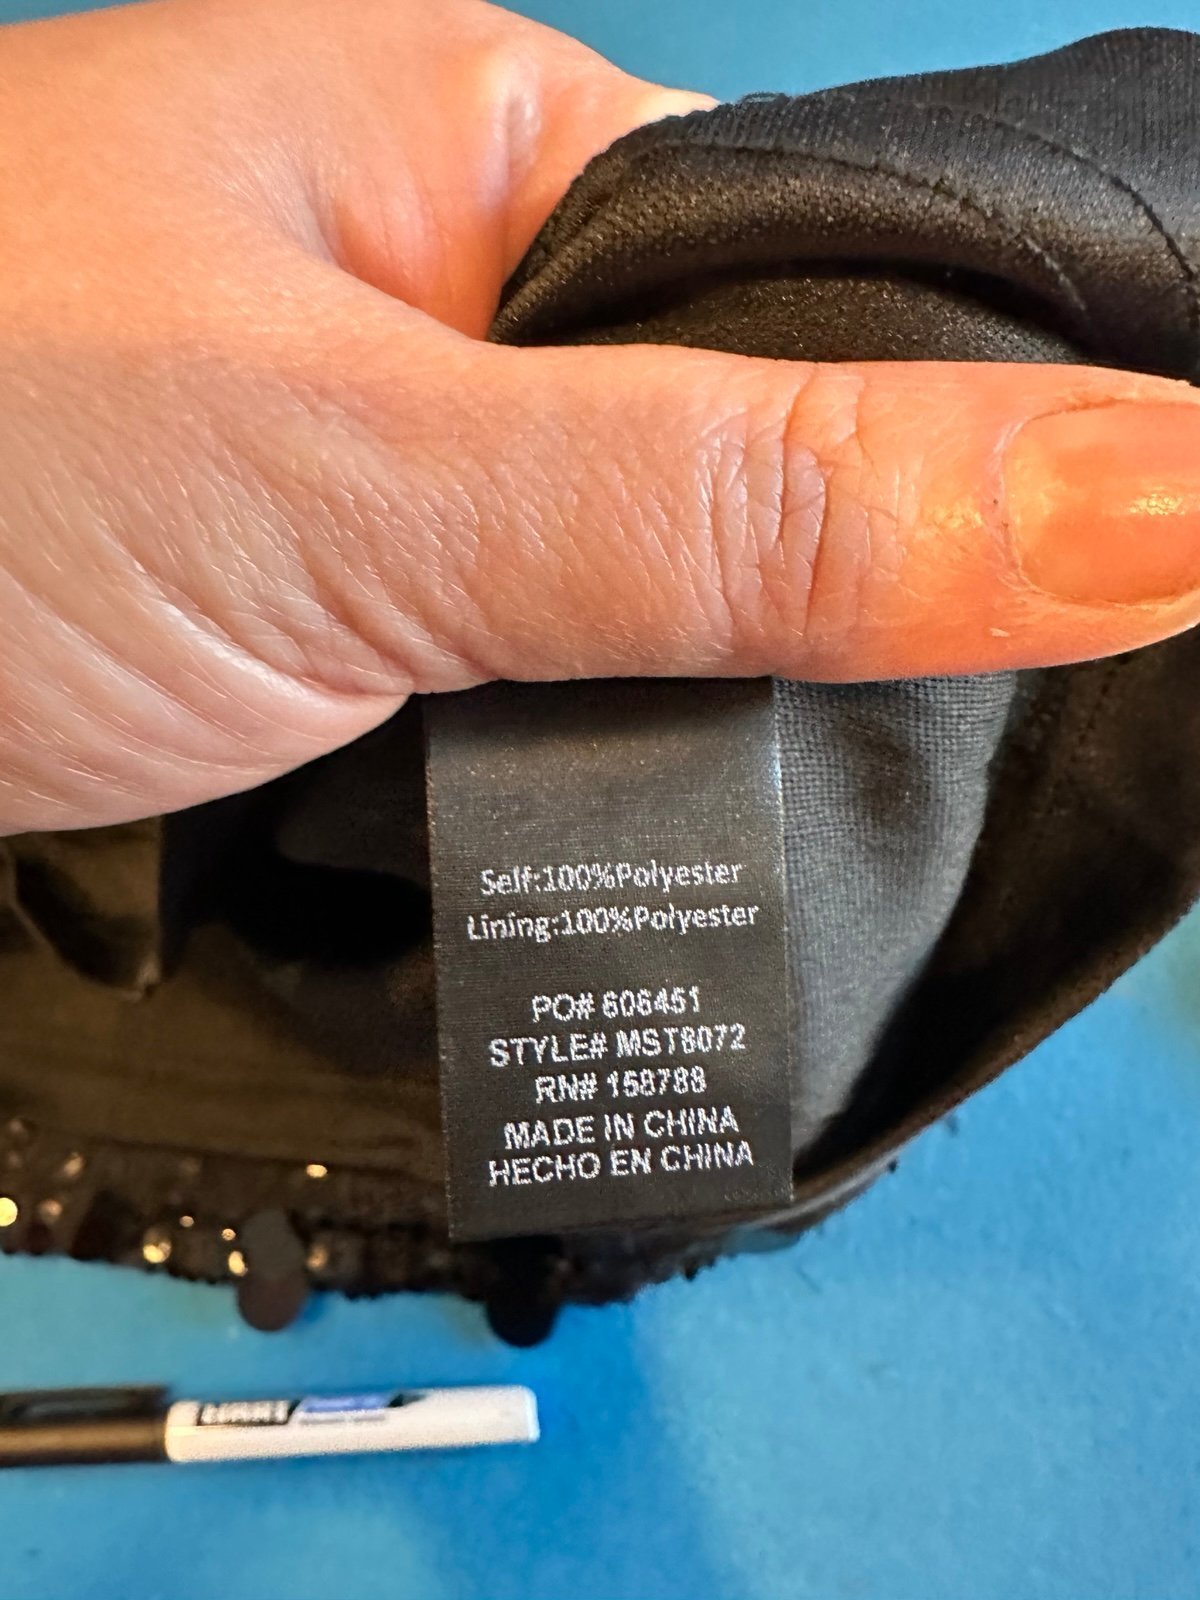 Self:100%Polyester
Lining:100%Polyester
PO# 606451
STYLE# MST8072
RN# 158788
MADE IN CHINA
HECHO EN CHINA